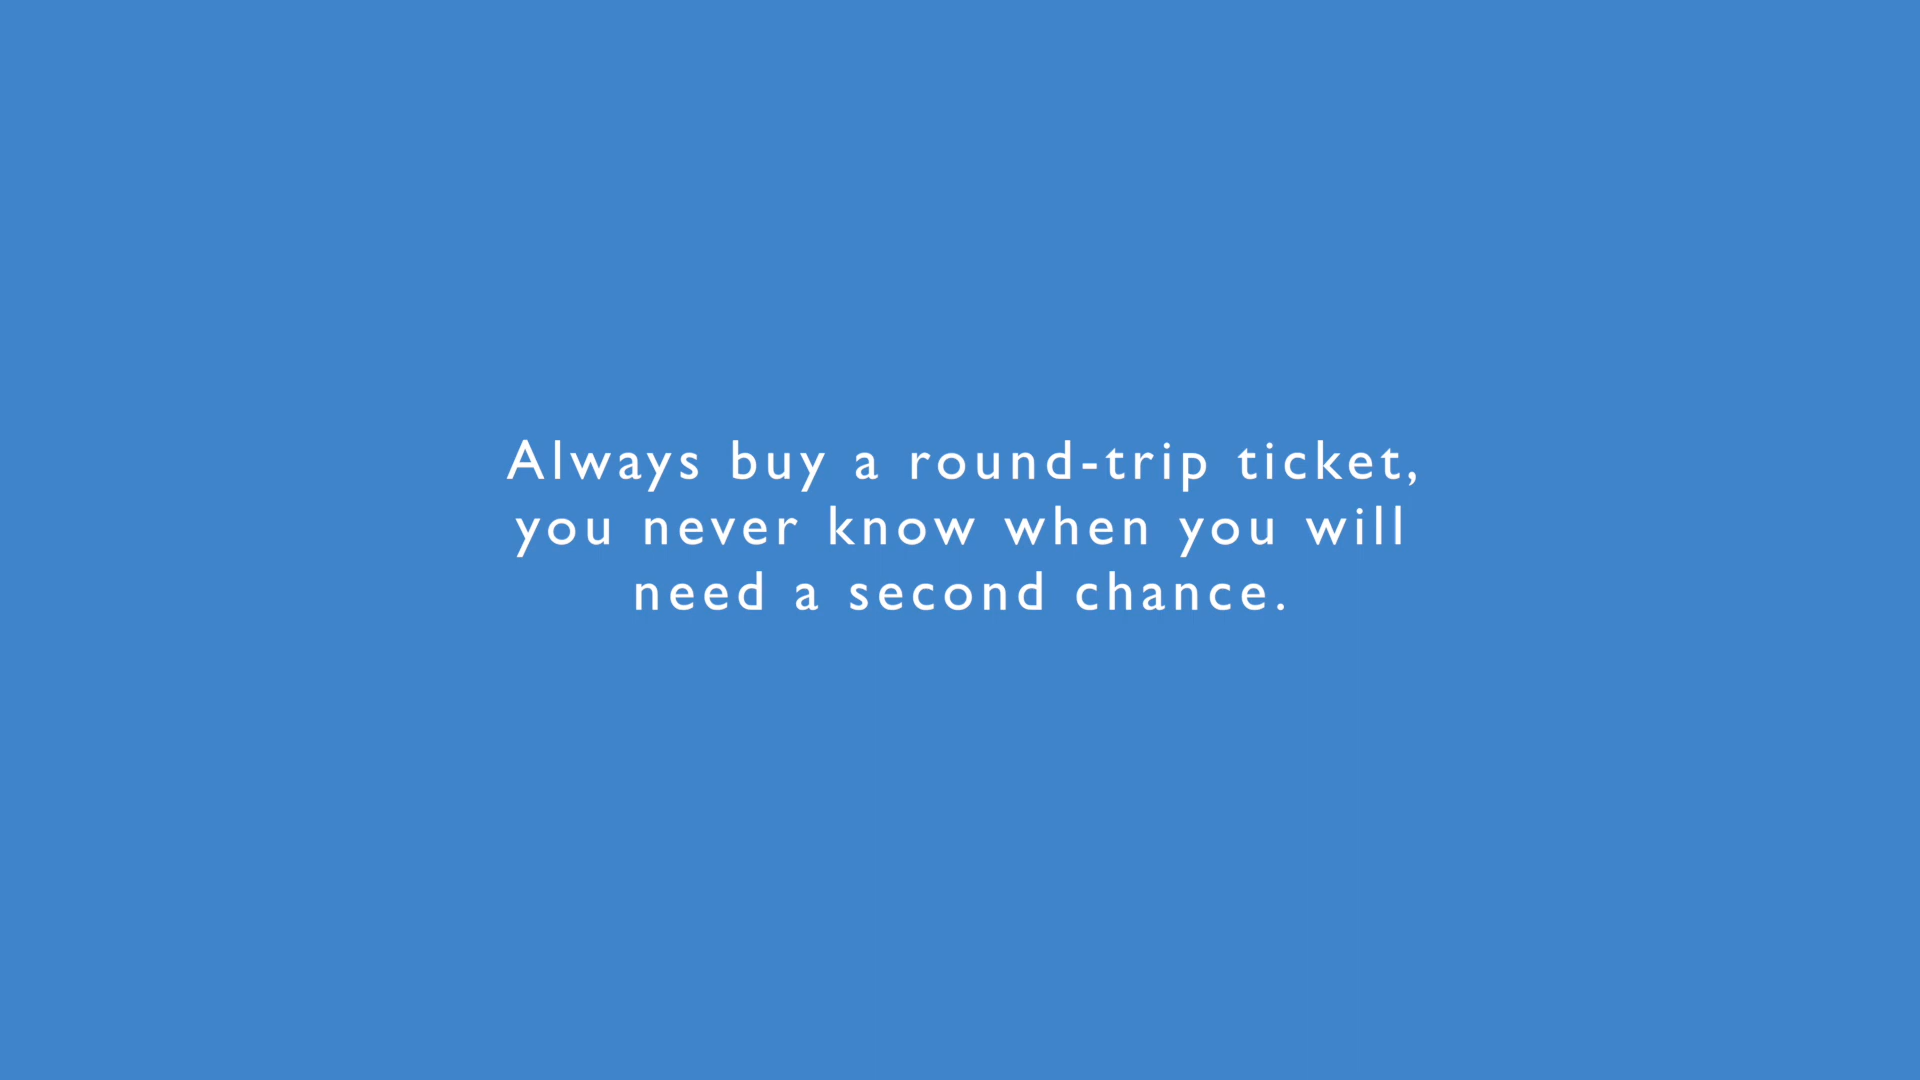 Always buy a round-trip ticket,
you never know when you will
need a second chance.